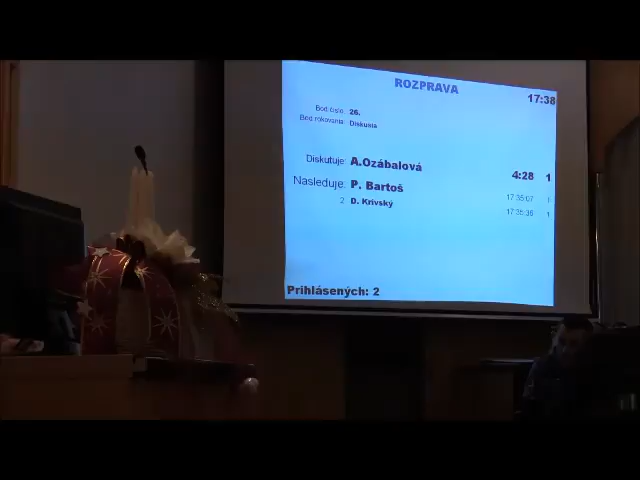 ROZPRAVA
17:38
Bod číslo: 26.
Bod rokovania: Diskusia
Diskutuje: A.Ozábalová 4:28 1
Nasleduje: P. Bartoš 17:35:07 1
2 D. Krivský 17:35:36 1
Prihlásených: 2